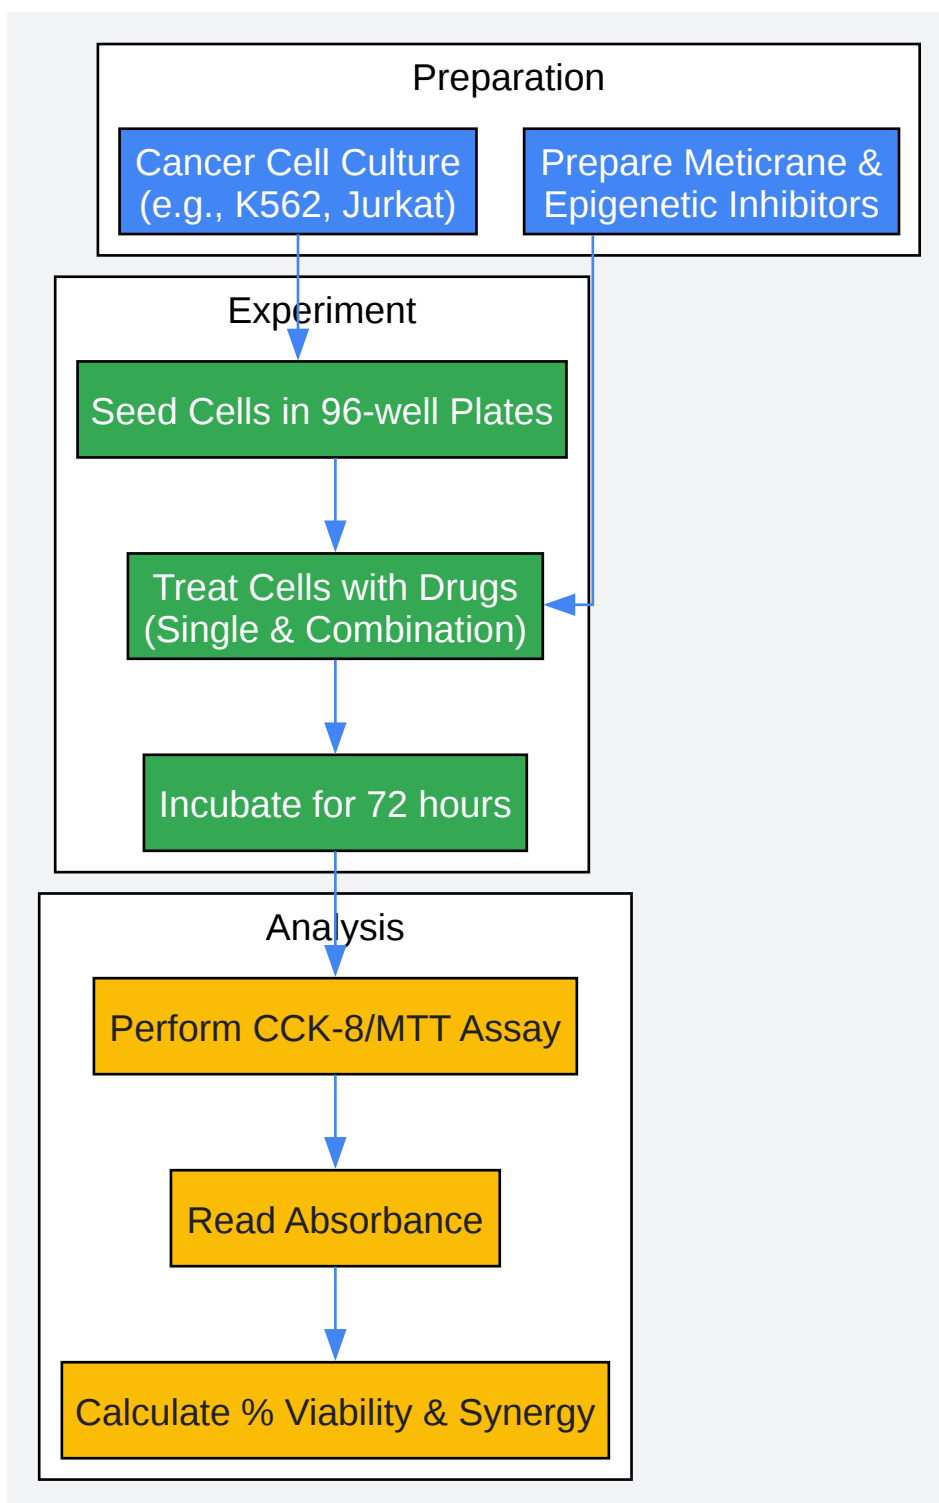 Preparation
Cancer Cell Culture
(e.g., K562, Jurkat)
Prepare Meticrane &
Epigenetic Inhibitors
Experiment
Seed Cells in 96-well Plates
Treat Cells with Drugs
(Single & Combination)
Incubate for 72 hours
Analysis
Perform CCK-8/MTT Assay
Read Absorbance
Calculate % Viability & Synergy